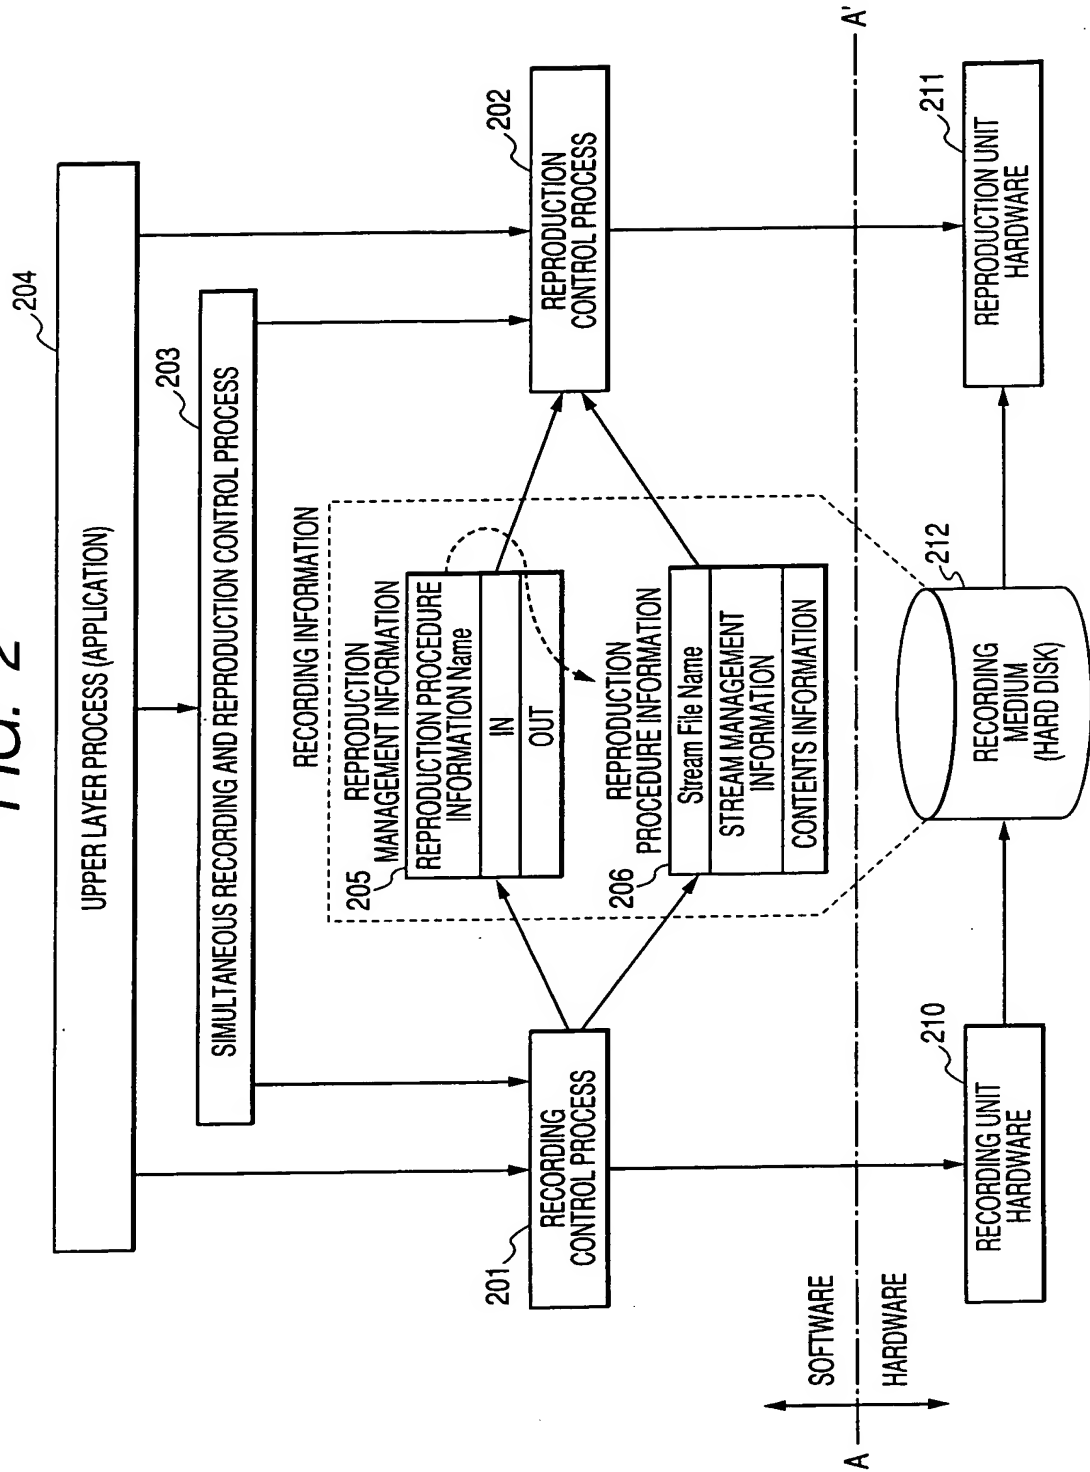 FIG. 2
204
UPPER LAYER PROCESS (APPLICATION)
203
SIMULTANEOUS RECORDING AND REPRODUCTION CONTROL PROCESS
RECORDING INFORMATION
REPRODUCTION
MANAGEMENT INFORMATION
205
REPRODUCTION PROCEDURE
INFORMATION Name
IN
OUT
201
RECORDING
CONTROL PROCESS
202
REPRODUCTION
CONTROL PROCESS
REPRODUCTION
PROCEDURE INFORMATION
206
Stream File Name
STREAM MANAGEMENT
INFORMATION
CONTENTS INFORMATION
SOFTWARE
A
A'
HARDWARE
210
RECORDING UNIT
HARDWARE
212
RECORDING
MEDIUM
(HARD DISK)
211
REPRODUCTION UNIT
HARDWARE